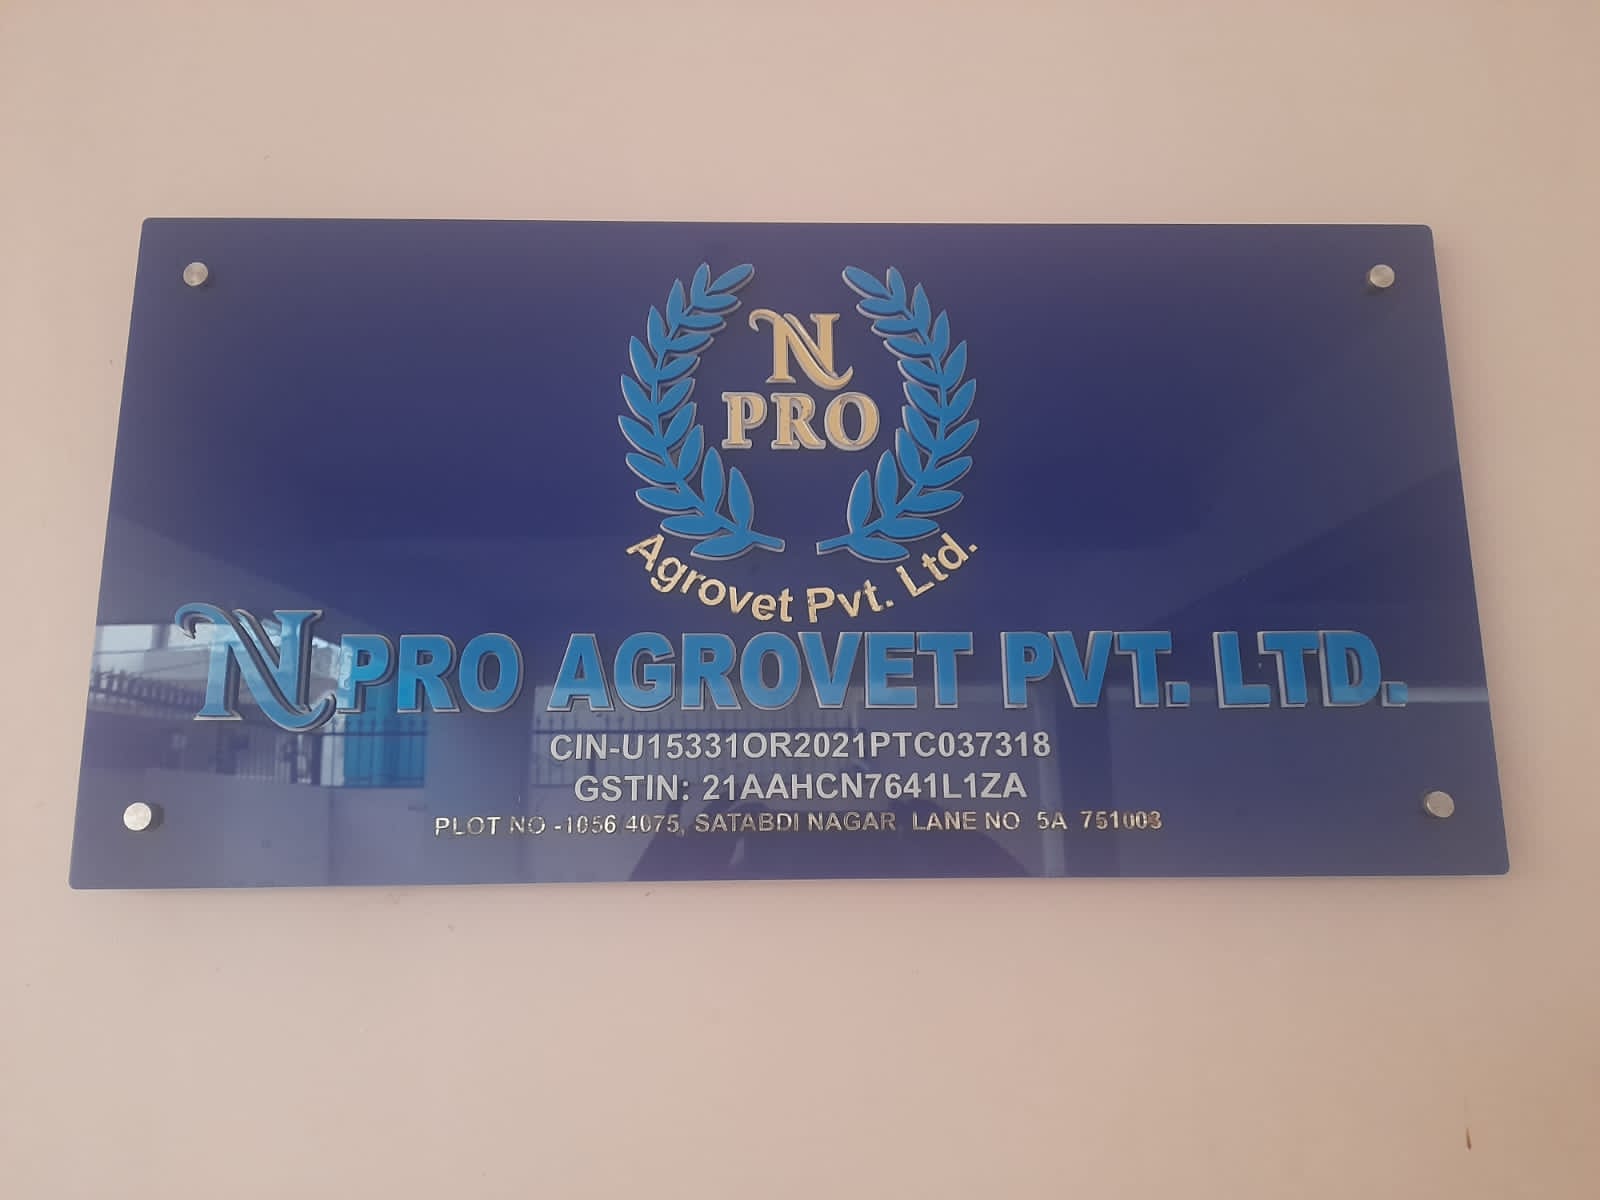 N
PRO
Agrovet Pvt. Ltd.
N PRO AGROVET PVT. LTD.
CIN-U15331OR2021PTC037318
GSTIN: 21AAHCN7641L1ZA
PLOT NO -1056/4075, SATABDI NAGAR, LANE NO 5A 751003